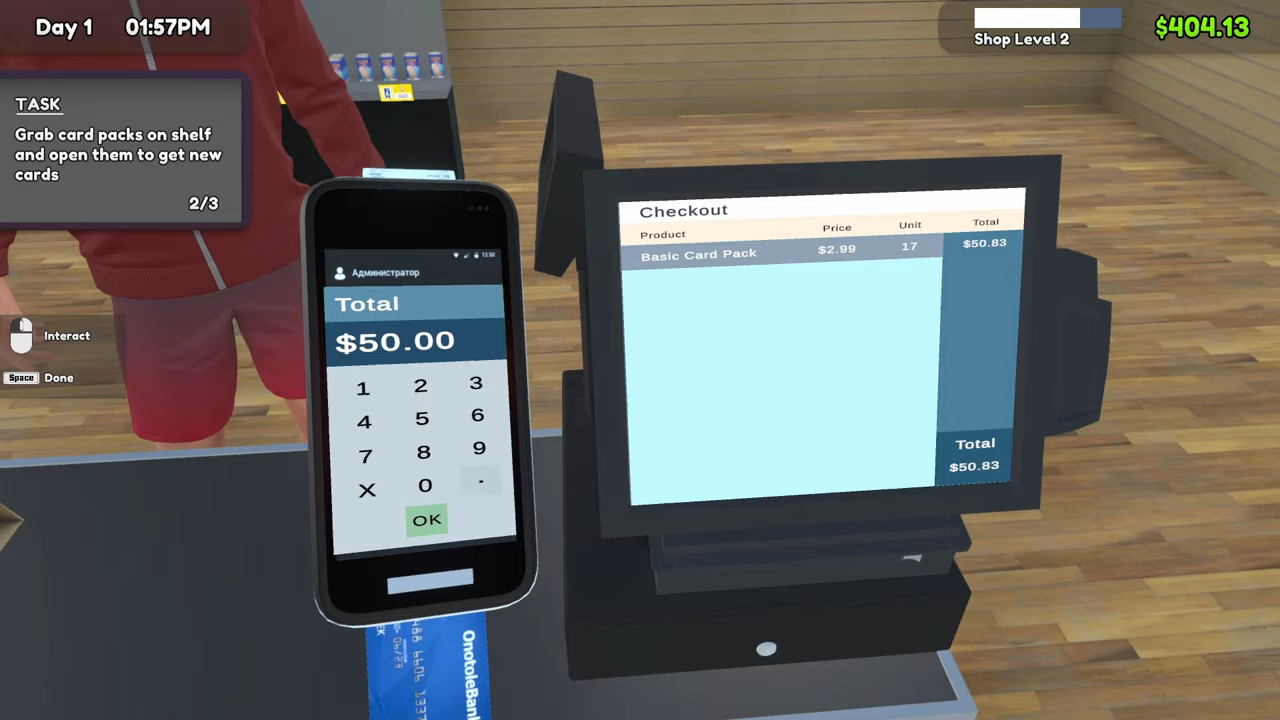 Day 1 01:57PM
Shop Level 2
$404.13
TASK
Grab card packs on shelf
and open them to get new
cards
2/3
Interact
Space Done
Администратор
Total
$50.00
1 2 3
4 5 6
7 8 9
X 0 .
OK
Checkout
Product Price Unit Total
Basic Card Pack $2.99 17 $50.83
Total
$50.83
OnotoleBank